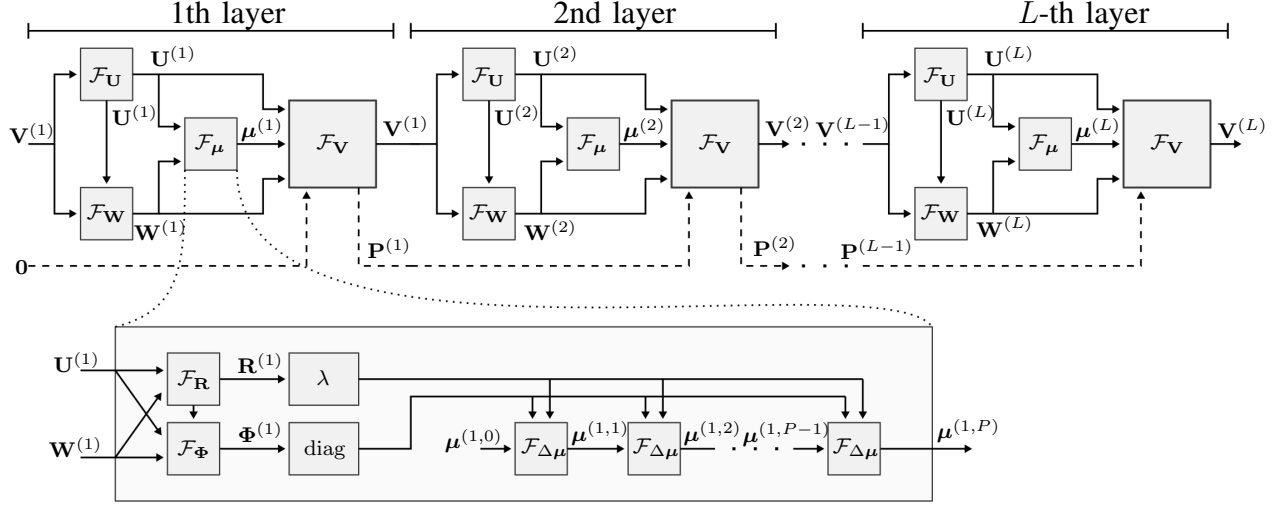 1th layer 2nd layer L-th layer
U^(1) U^(2) U^(L)
F_U F_U F_U
U^(1) U^(2) U^(L)
V^(1) F_μ μ^(1) F_V V^(1) F_μ μ^(2) F_V V^(2) · · · V^(L−1) F_μ μ^(L) F_V V^(L)
F_W F_W F_W
W^(1) W^(2) W^(L)
P^(1) P^(2) P^(L−1)
0 · · ·
U^(1) F_R R^(1) λ
W^(1) F_Φ Φ^(1) diag μ^(1,0) F_Δμ μ^(1,1) F_Δμ μ^(1,2) · · · μ^(1,P−1) F_Δμ μ^(1,P)